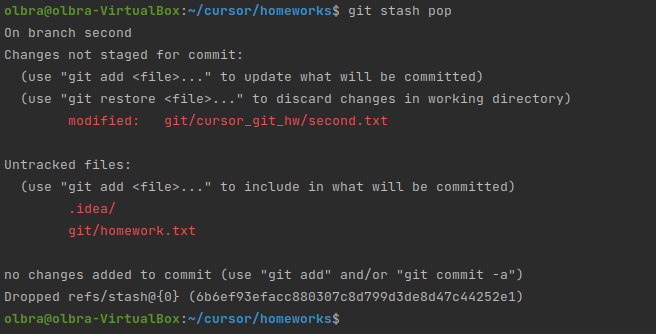 olbra@olbra-VirtualBox:~/cursor/homeworks$ git stash pop
On branch second
Changes not staged for commit:
  (use "git add <file>..." to update what will be committed)
  (use "git restore <file>..." to discard changes in working directory)
        modified:   git/cursor_git_hw/second.txt

Untracked files:
  (use "git add <file>..." to include in what will be committed)
        .idea/
        git/homework.txt

no changes added to commit (use "git add" and/or "git commit -a")
Dropped refs/stash@{0} (6b6ef93efacc880307c8d799d3de8d47c44252e1)
olbra@olbra-VirtualBox:~/cursor/homeworks$